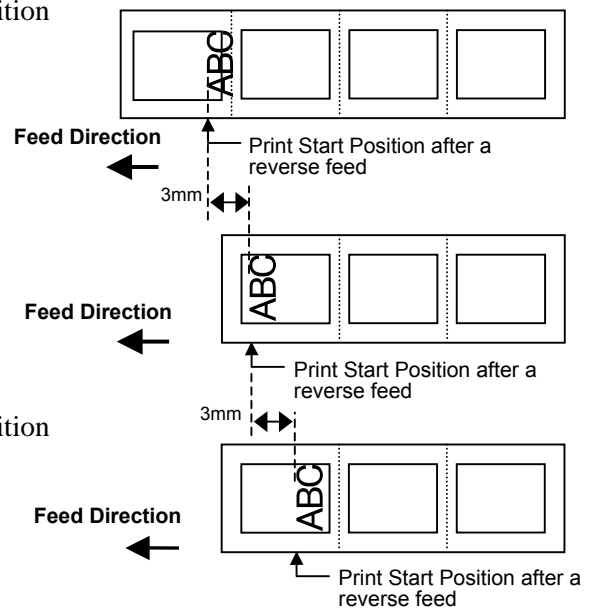 ition
ABC
Feed Direction
Print Start Position after a
reverse feed
3mm
ABC
Feed Direction
Print Start Position after a
reverse feed
3mm
ition
ABC
Feed Direction
Print Start Position after a
reverse feed